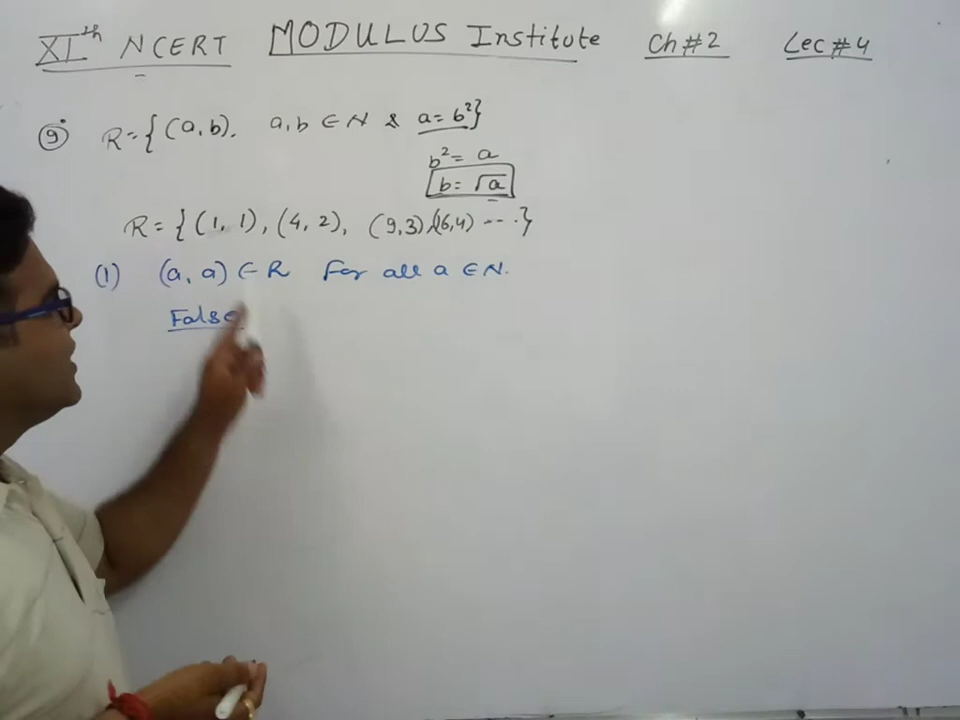 XIth NCERT MODULUS Institute Ch#2 Lec#4
9 R={(a,b). a,b ∈ N & a=b²}
b²=a
b=√a
R={(1,1),(4,2),(9,3),(16,4)....}
(1) (a,a) ∈ R For all a ∈ N.
False